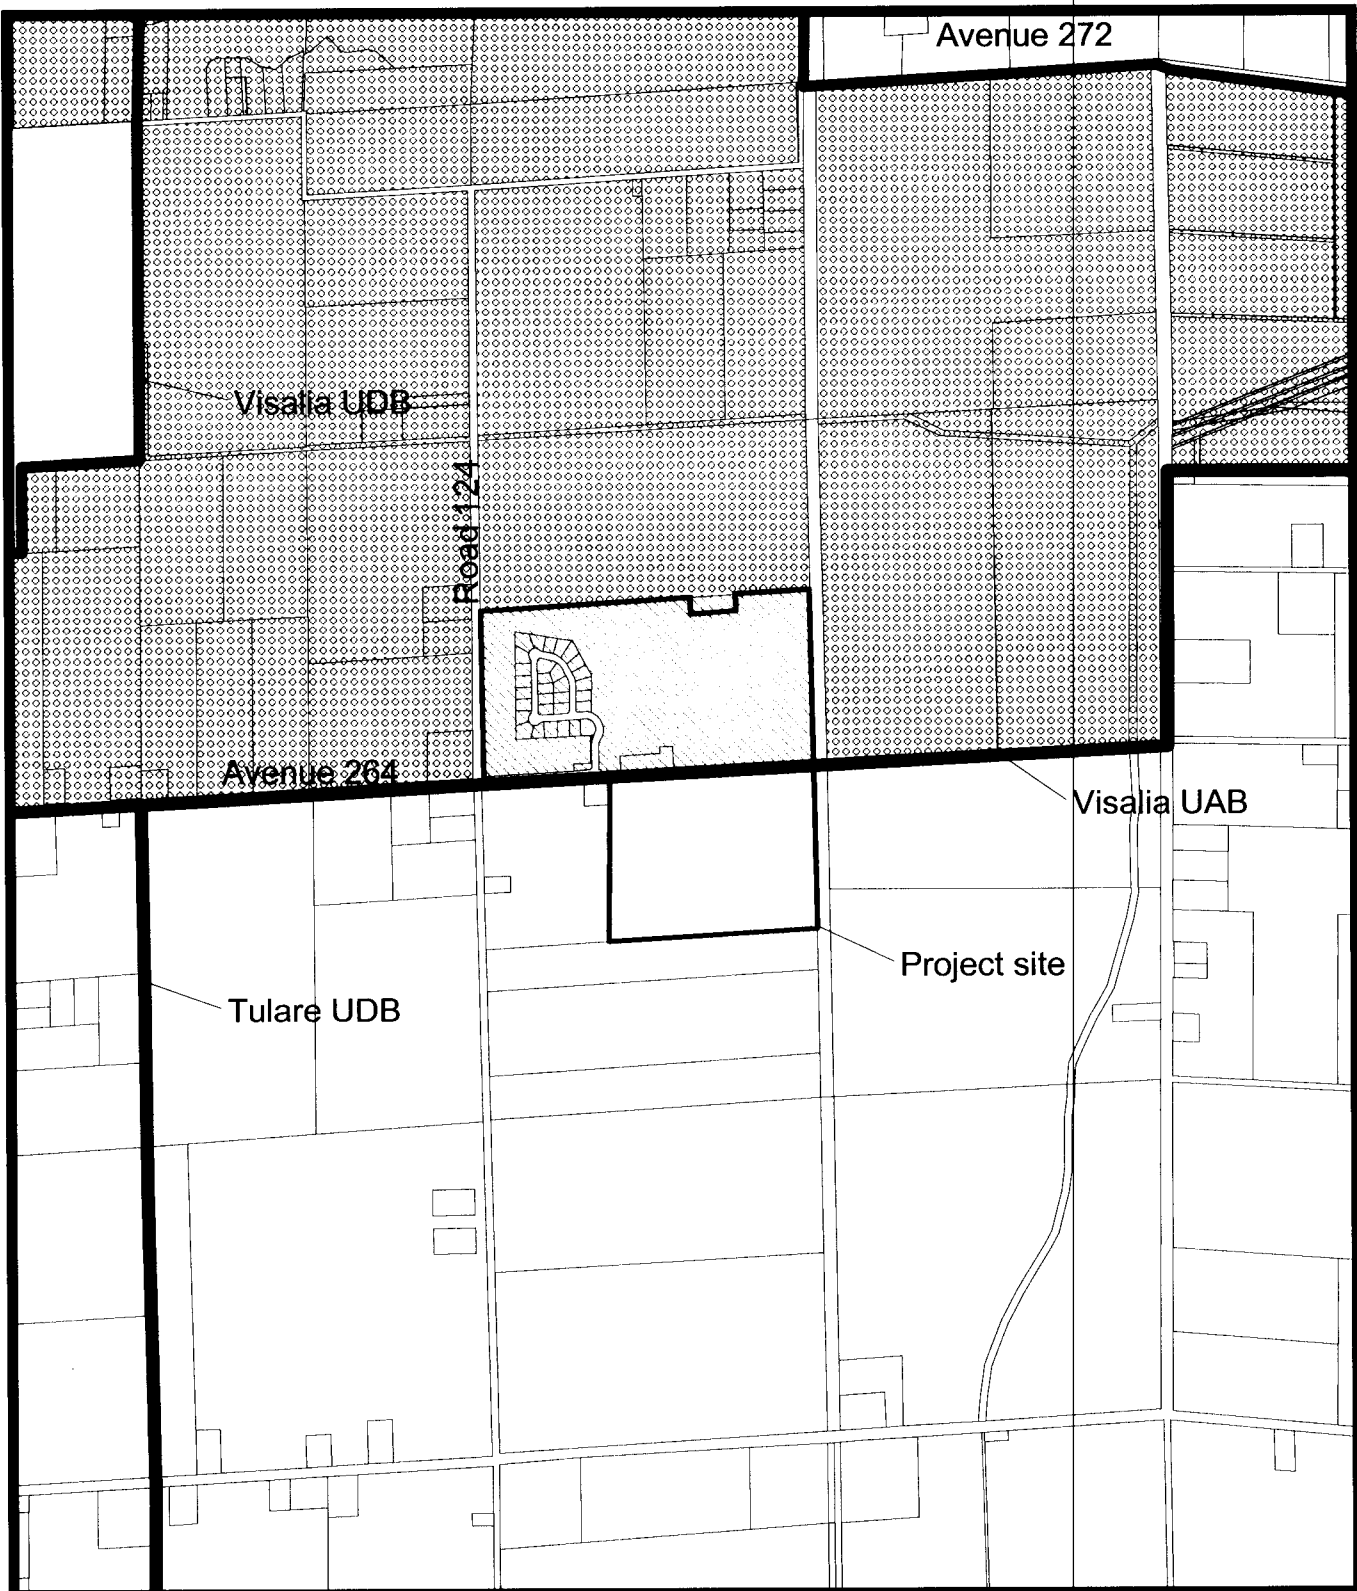 Avenue 272
Visalia UDB
Road 124
Avenue 264
Visalia UAB
Project site
Tulare UDB